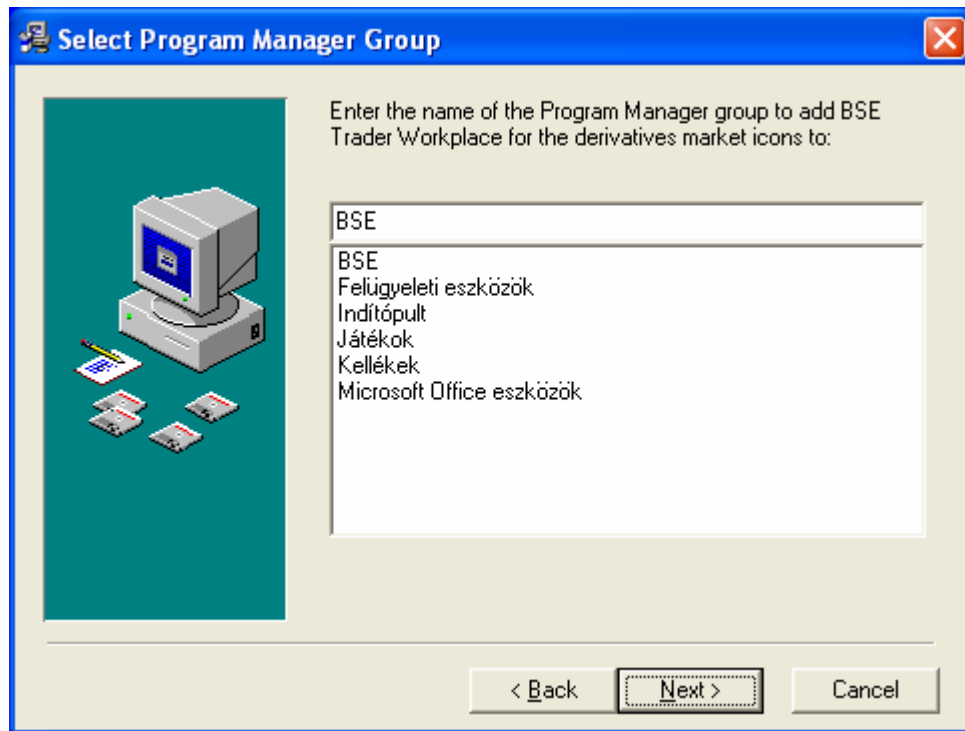 Select Program Manager Group
Enter the name of the Program Manager group to add BSE
Trader Workplace for the derivatives market icons to:
BSE
BSE
Felügyeleti eszközök
Indítópult
Játékok
Kellékek
Microsoft Office eszközök
< Back
Next >
Cancel